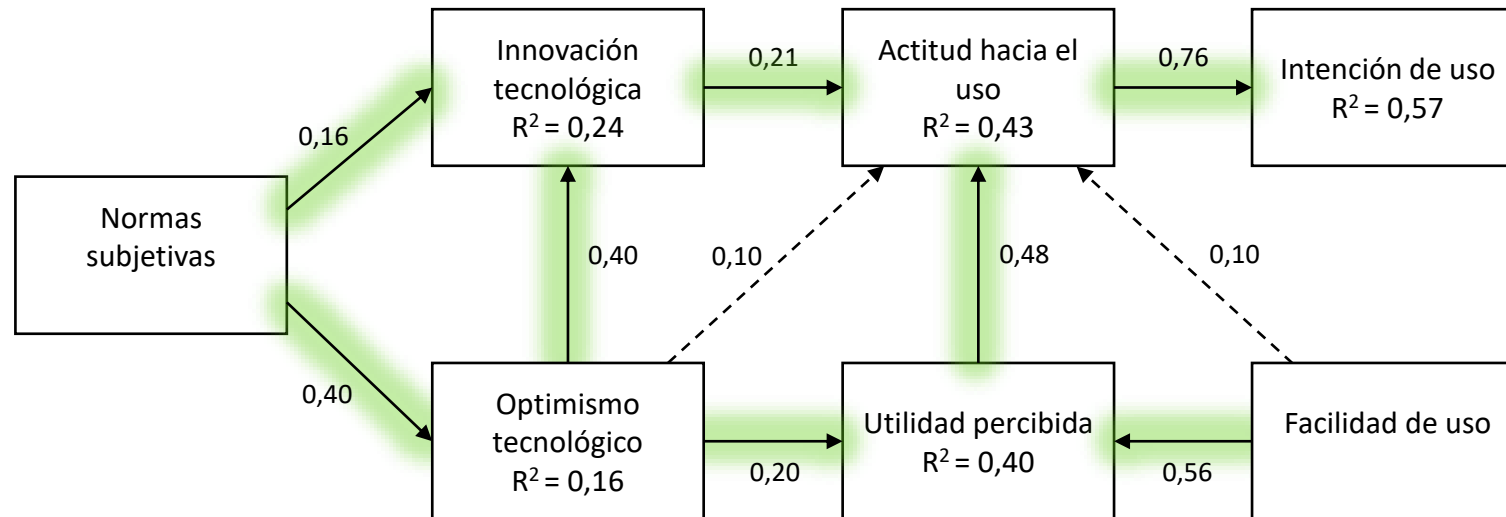 Innovación
tecnológica
R² = 0,24
0,21
Actitud hacia el
uso
R² = 0,43
0,76
Intención de uso
R² = 0,57
0,16
Normas
subjetivas
0,40
0,10
0,48
0,10
0,40
Optimismo
tecnológico
R² = 0,16
0,20
Utilidad percibida
R² = 0,40
0,56
Facilidad de uso